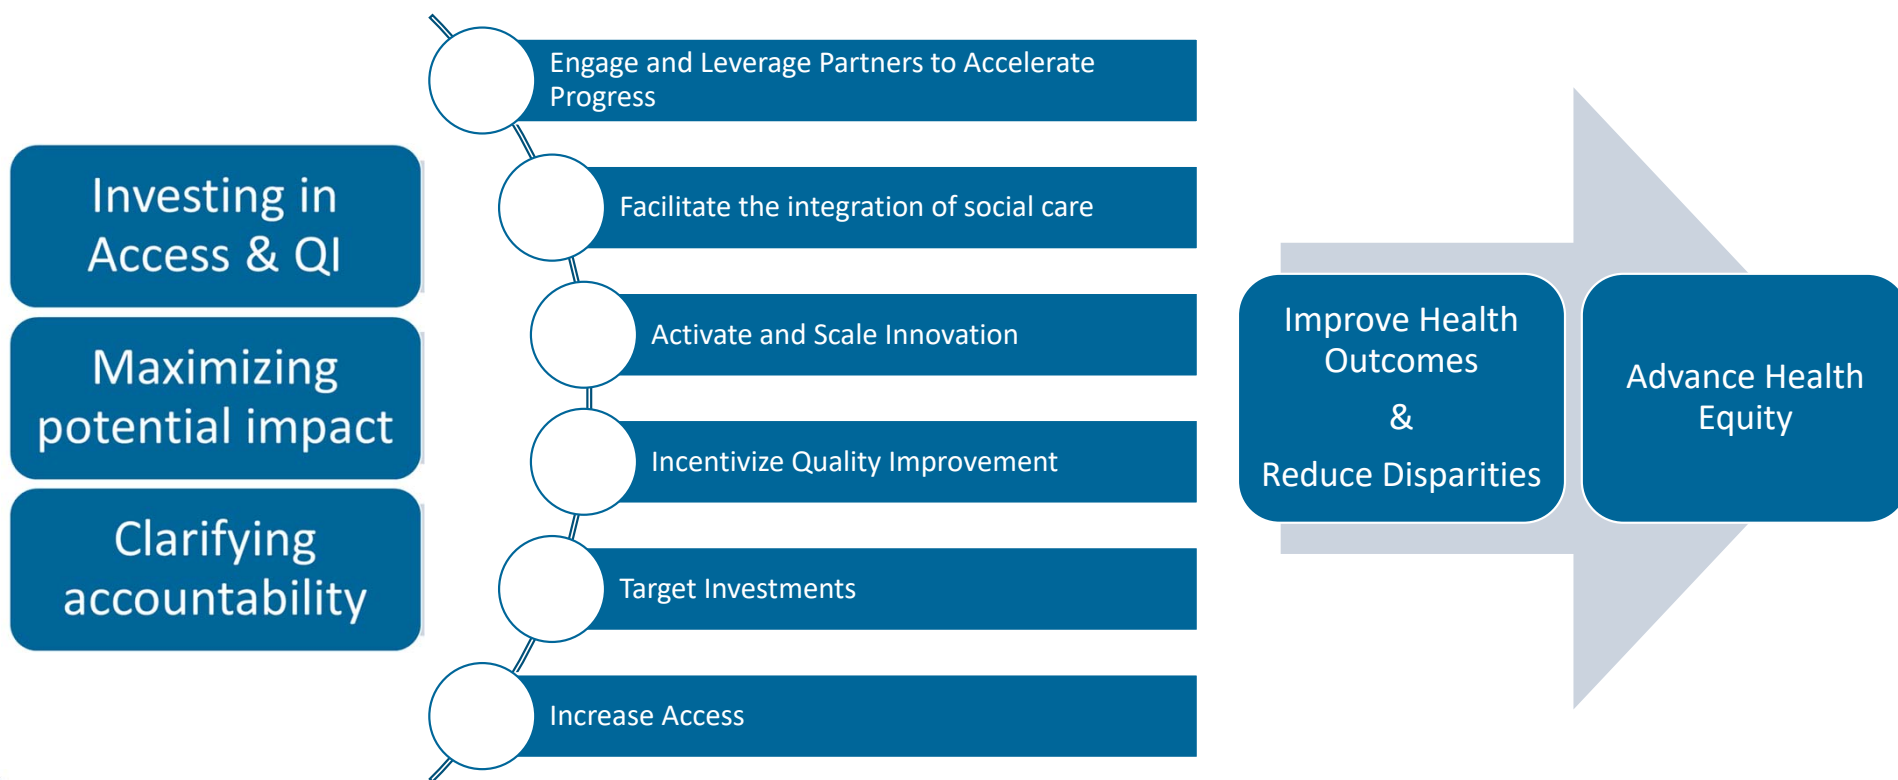 Investing in
Access & QI
Maximizing
potential impact
Clarifying
accountability
Engage and Leverage Partners to Accelerate
Progress
Facilitate the integration of social care
Activate and Scale Innovation
Incentivize Quality Improvement
Target Investments
Increase Access
Improve Health
Outcomes
&
Reduce Disparities
Advance Health
Equity